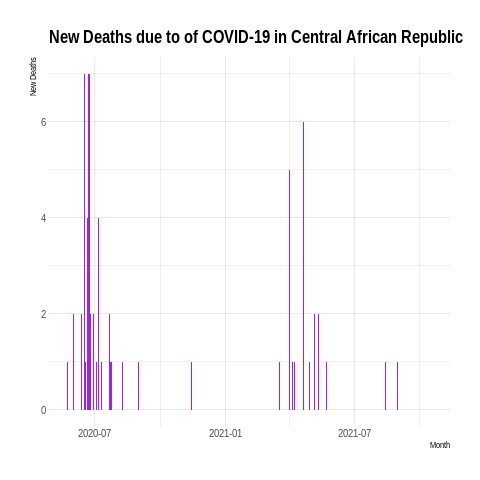 New Deaths due to of COVID-19 in Central African Republic
New Deaths
6
4
2
0
2020-07
2021-01
2021-07
Month